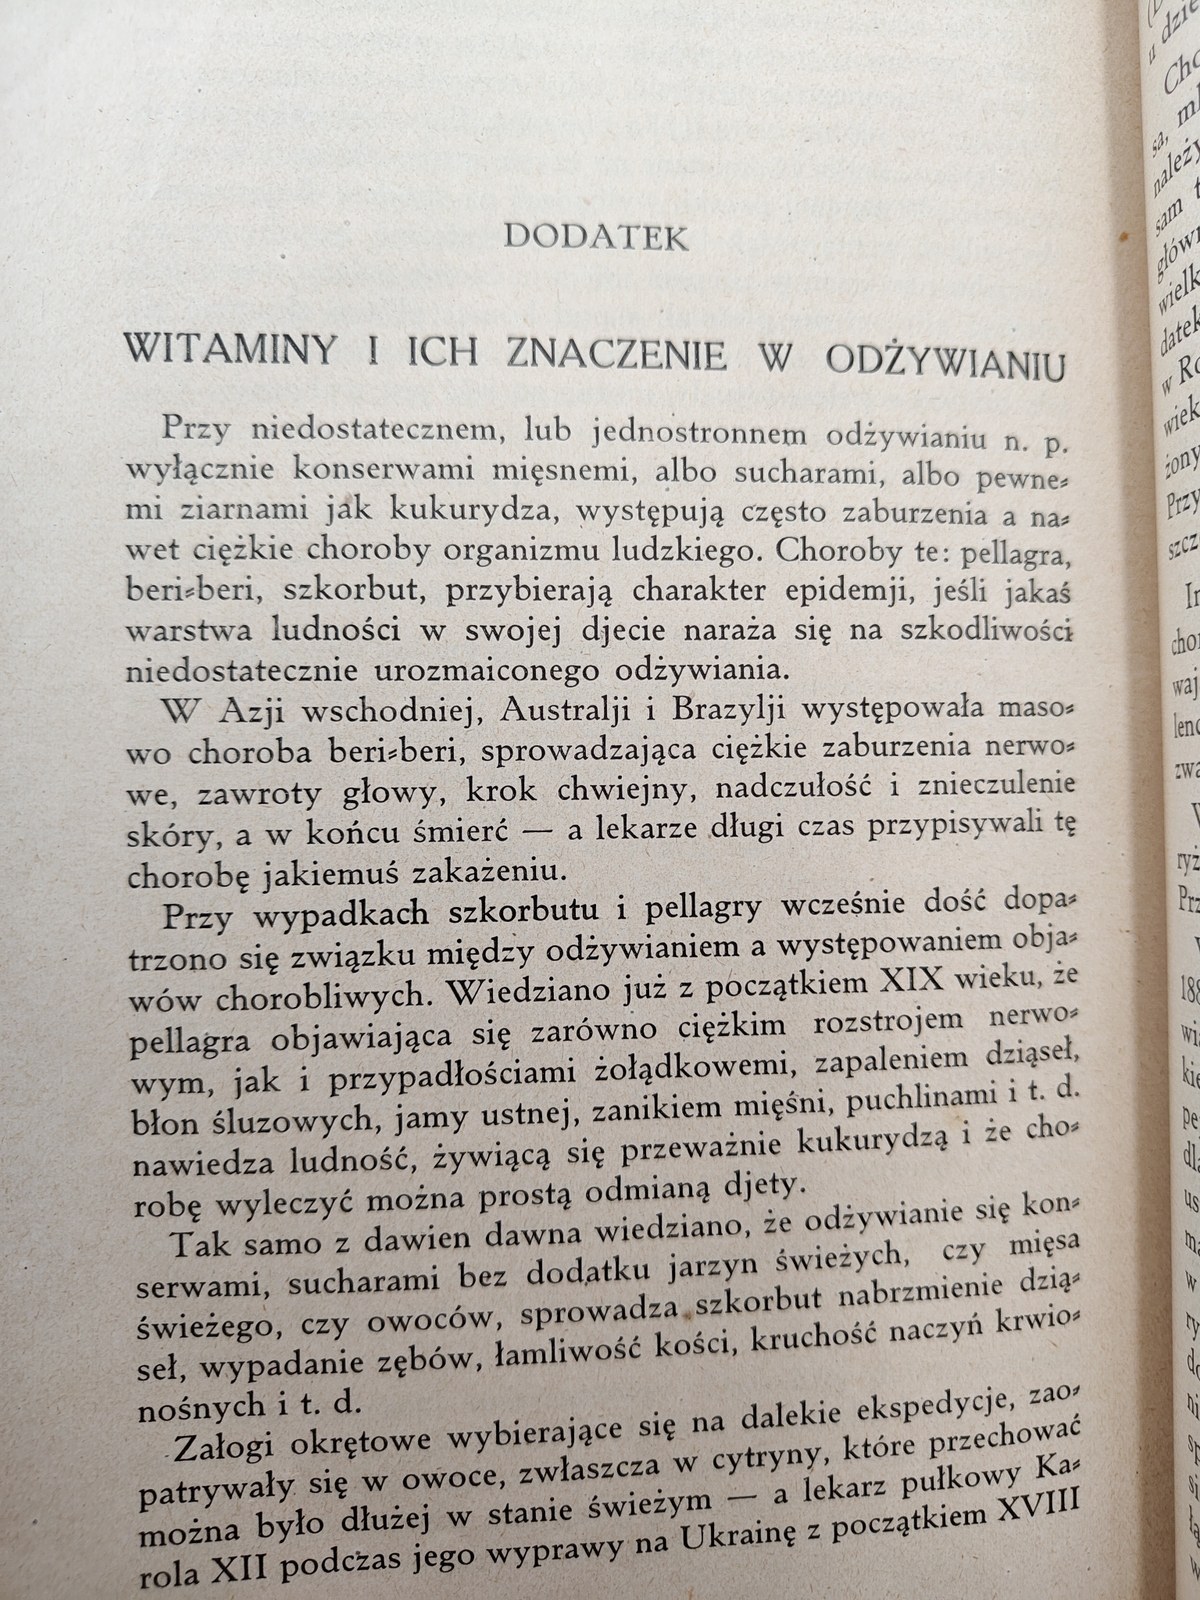 DODATEK
WITAMINY I ICH ZNACZENIE W ODŻYWIANIU
Przy niedostatecznem, lub jednostronnem odżywianiu n. p.
wyłącznie konserwami mięsnemi, albo sucharami, albo pewne-
mi ziarnami jak kukurydza, występują często zaburzenia a na-
wet ciężkie choroby organizmu ludzkiego. Choroby te: pellagra,
beri-beri, szkorbut, przybierają charakter epidemji, jeśli jakaś
warstwa ludności w swojej djecie naraża się na szkodliwości
niedostatecznie urozmaiconego odżywiania.
W Azji wschodniej, Australji i Brazylji występowała maso-
wo choroba beri-beri, sprowadzająca ciężkie zaburzenia nerwo-
we, zawroty głowy, krok chwiejny, nadczułość i znieczulenie
skóry, a w końcu śmierć — a lekarze długi czas przypisywali tę
chorobę jakiemuś zakażeniu.
Przy wypadkach szkorbutu i pellagry wcześnie dość dopa-
trzono się związku między odżywianiem a występowaniem obja-
wów chorobliwych. Wiedziano już z początkiem XIX wieku, że
pellagra objawiająca się zarówno ciężkim rozstrojem nerwo-
wym, jak i przypadłościami żołądkowemi, zapaleniem dziąseł,
błon śluzowych, jamy ustnej, zanikiem mięśni, puchlinami i t. d.
nawiedza ludność, żywiącą się przeważnie kukurydzą i że cho-
robę wyleczyć można prostą odmianą djety.
Tak samo z dawien dawna wiedziano, że odżywianie się kon-
serwami, sucharami bez dodatku jarzyn świeżych, czy mięsa
świeżego, czy owoców, sprowadza szkorbut nabrzmienie dzią-
seł, wypadanie zębów, łamliwość kości, kruchość naczyń krwio-
nośnych i t. d.
Załogi okrętowe wybierające się na dalekie ekspedycje, zao-
patrywały się w owoce, zwłaszcza w cytryny, które przechować
można było dłużej w stanie świeżym — a lekarz pułkowy Ka-
rola XII podczas jego wyprawy na Ukrainę z początkiem XVIII